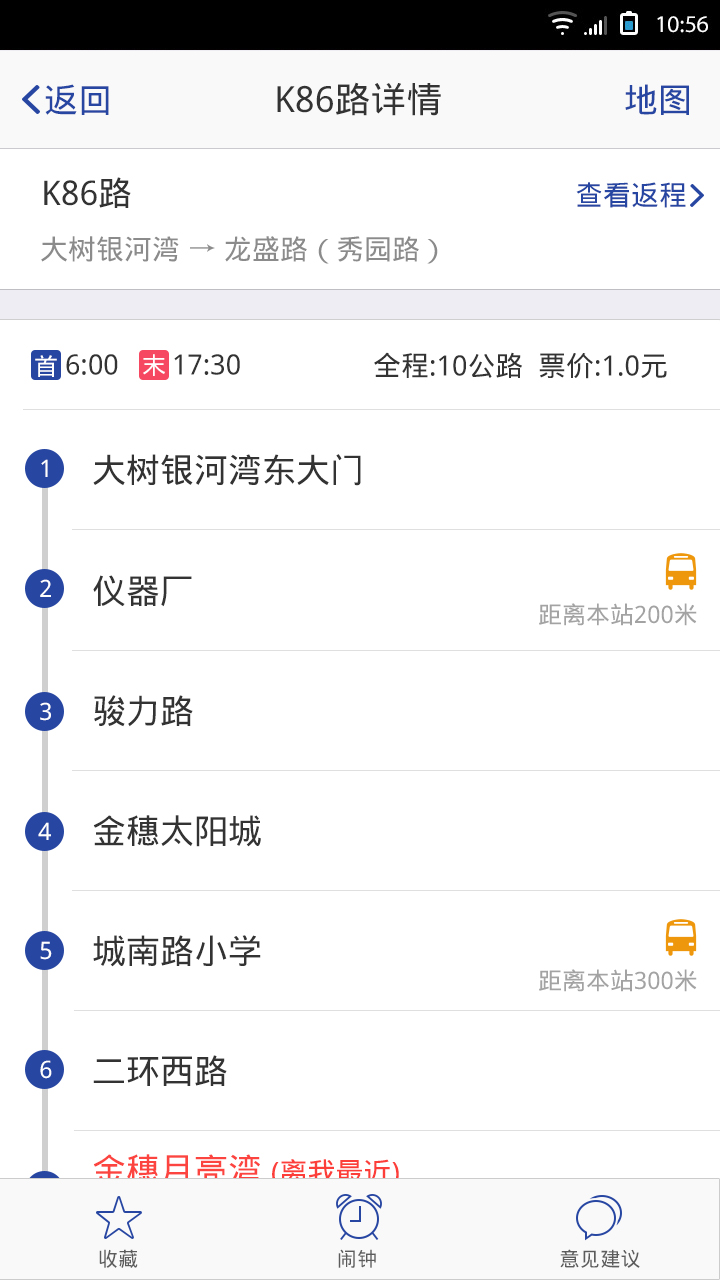 10:56
返回 K86路详情 地图
K86路 查看返程
大树银河湾 → 龙盛路（秀园路）
首 6:00 末 17:30 全程:10公路 票价:1.0元
1 大树银河湾东大门
2 仪器厂
距离本站200米
3 骏力路
4 金穗太阳城
5 城南路小学
距离本站300米
6 二环西路
金穗月亮湾 (离我最近)
收藏 闹钟 意见建议